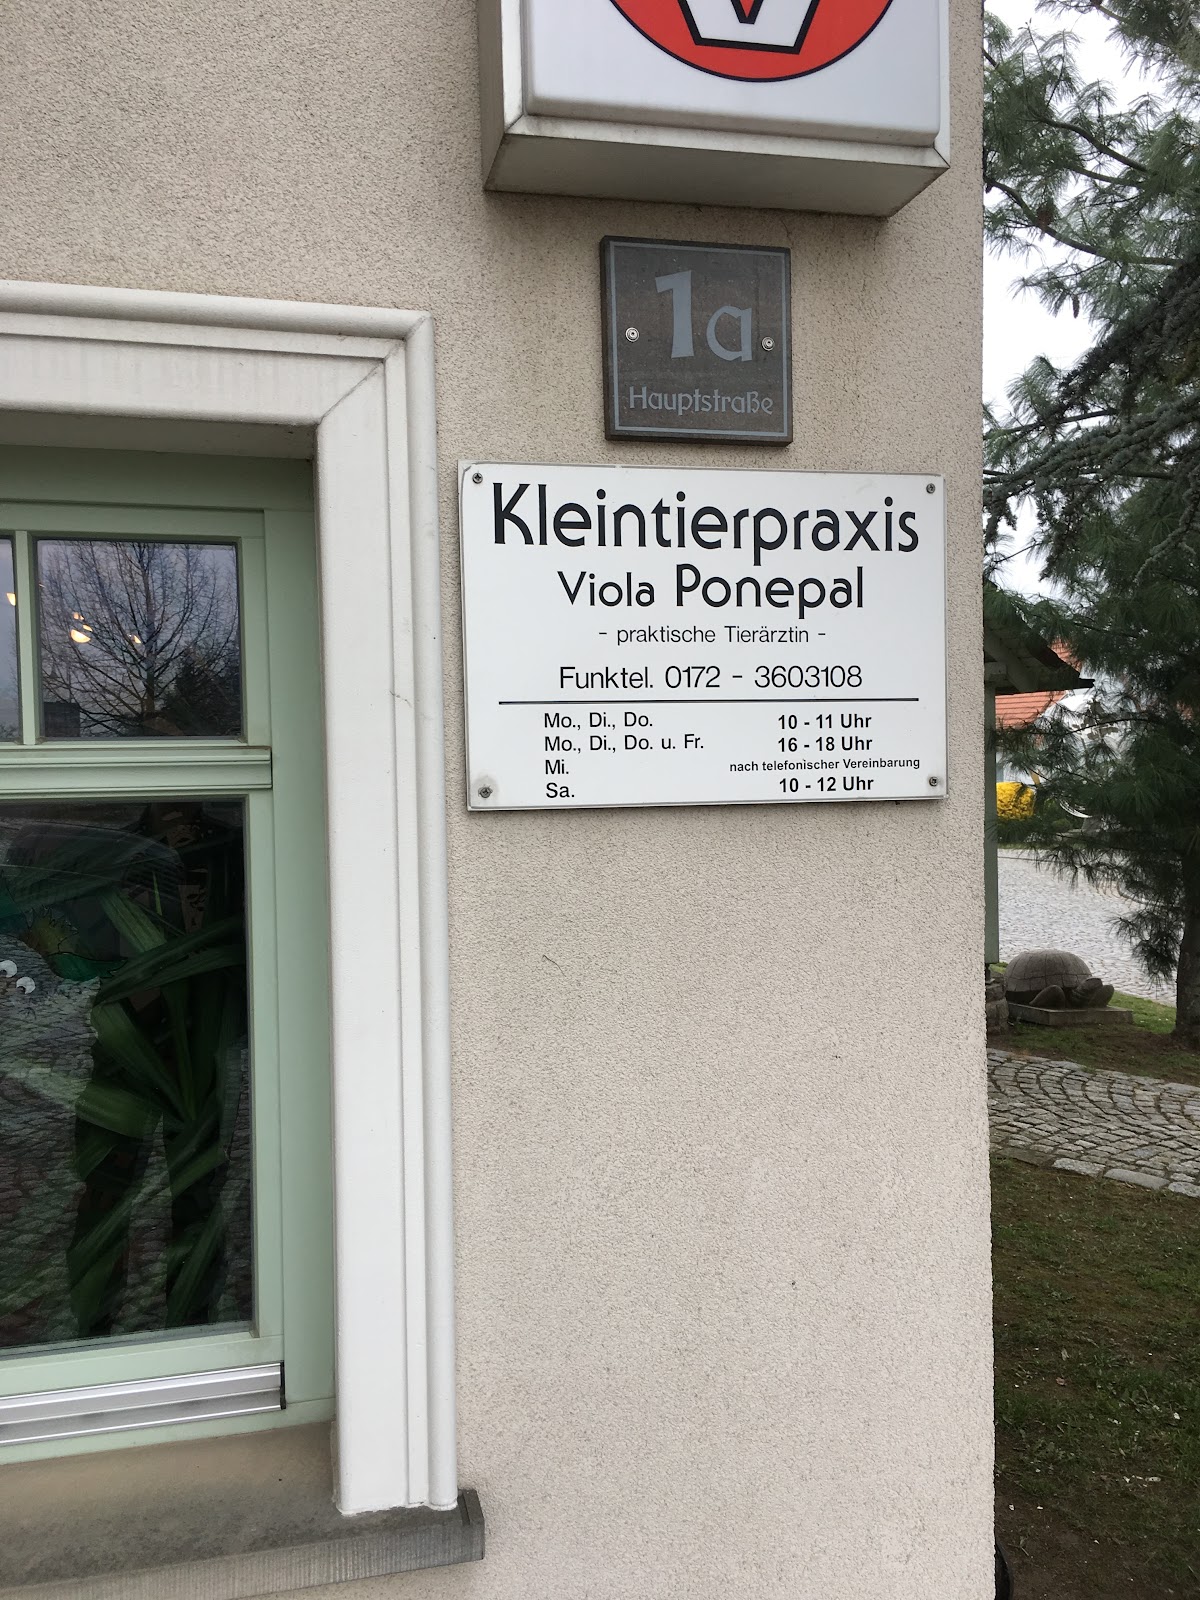 V
1a
Hauptstraße
Kleintierpraxis
Viola Ponepal
- praktische Tierärztin -
Funktel. 0172 - 3603108
Mo., Di., Do. 10 - 11 Uhr
Mo., Di., Do. u. Fr. 16 - 18 Uhr
Mi. nach telefonischer Vereinbarung
Sa. 10 - 12 Uhr